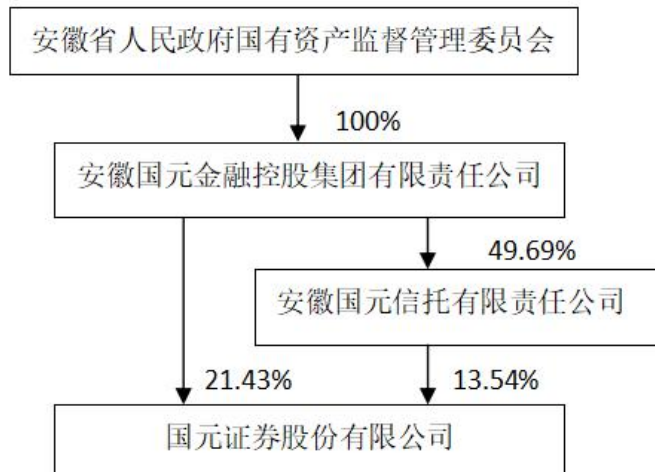 安徽省人民政府国有资产监督管理委员会
100%
安徽国元金融控股集团有限责任公司
49.69%
安徽国元信托有限责任公司
21.43%
13.54%
国元证券股份有限公司